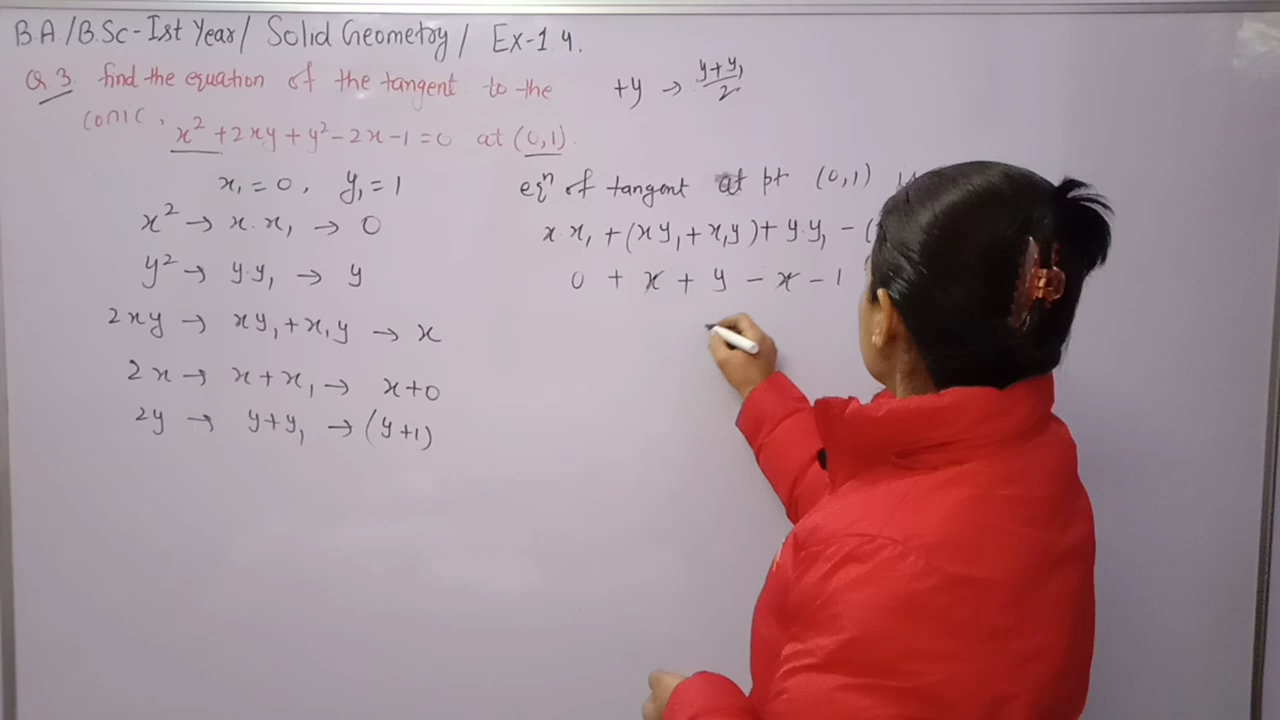 B.A./B.Sc-Ist Year/ Solid Geometry/ Ex-1.4.
Q 3. find the equation of the tangent to the
conic, x² + 2xy + y² - 2x - 1 = 0 at (0,1).
x₁ = 0, y₁ = 1
x² → x.x₁ → 0
y² → y.y₁ → y
2xy → xy₁ + x₁y → x
2x → x + x₁ → x + 0
2y → y + y₁ → (y + 1)
+y → (y + y₁)/2
eqⁿ of tangent at pt (0,1) is
x.x₁ + (xy₁ + x₁y) + y.y₁ - (
0 + x + y - x - 1